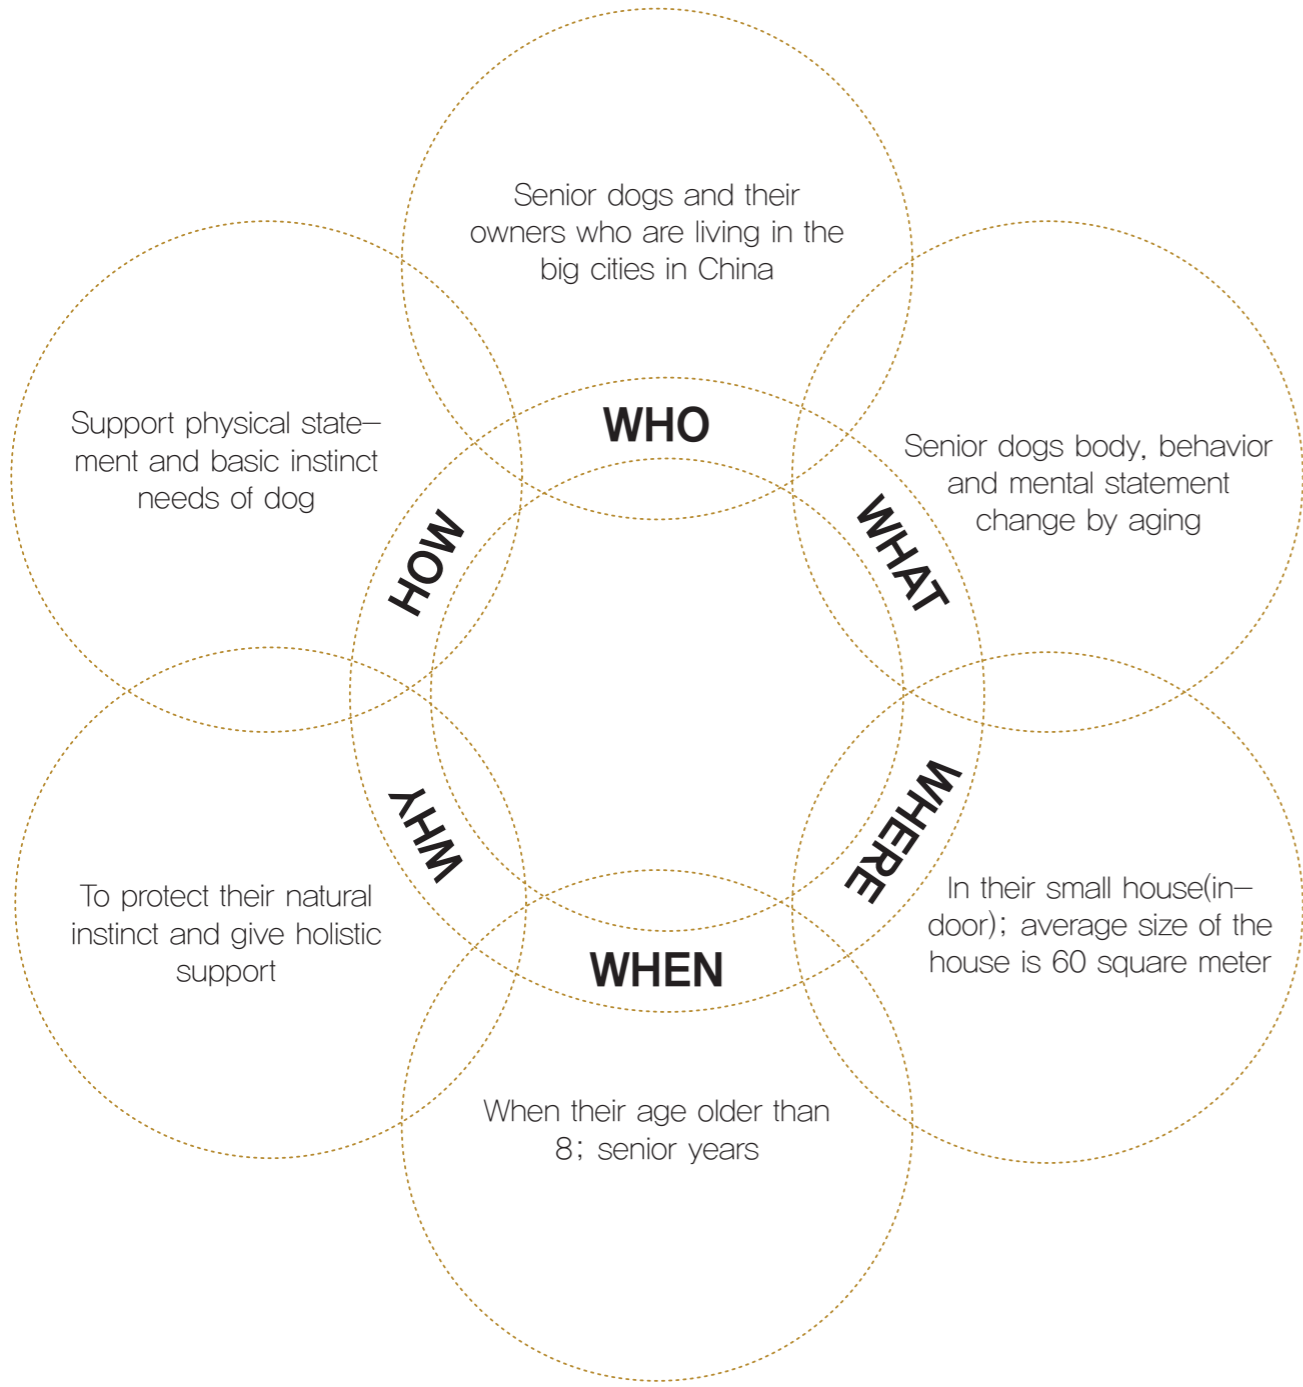 Senior dogs and their
owners who are living in the
big cities in China
WHO
Senior dogs body, behavior
and mental statement
change by aging
WHAT
In their small house(in-
door); average size of the
house is 60 square meter
WHERE
When their age older than
8; senior years
WHEN
To protect their natural
instinct and give holistic
support
WHY
Support physical state-
ment and basic instinct
needs of dog
HOW